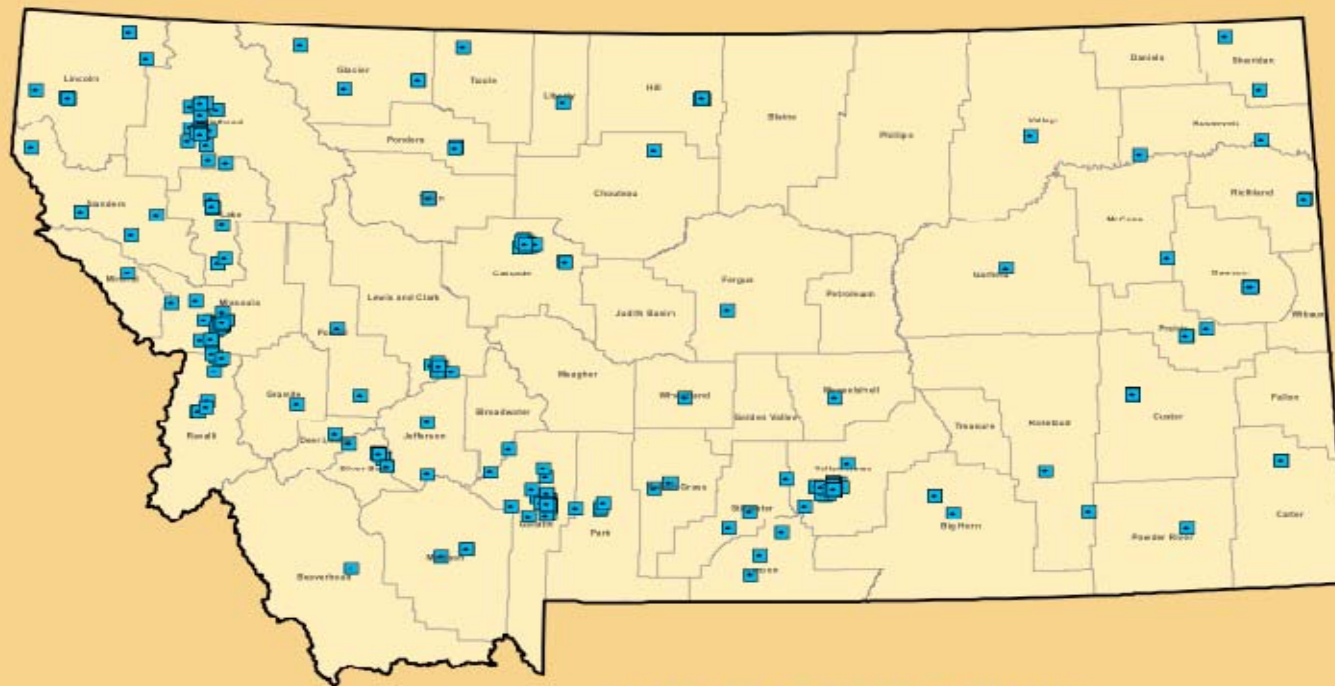 Lincoln
Glacier
Toole
Liberty
Hill
Blaine
Phillips
Valley
Daniels
Sheridan
Roosevelt
Pondera
Chouteau
Richland
McCone
Sanders
Lake
Cascade
Fergus
Petroleum
Garfield
Dawson
Mineral
Missoula
Lewis and Clark
Judith Basin
Prairie
Wibaux
Meagher
Wheatland
Golden Valley
Musselshell
Granite
Broadwater
Jefferson
Treasure
Rosebud
Custer
Fallon
Ravalli
Park
Big Horn
Powder River
Carter
Beaverhead